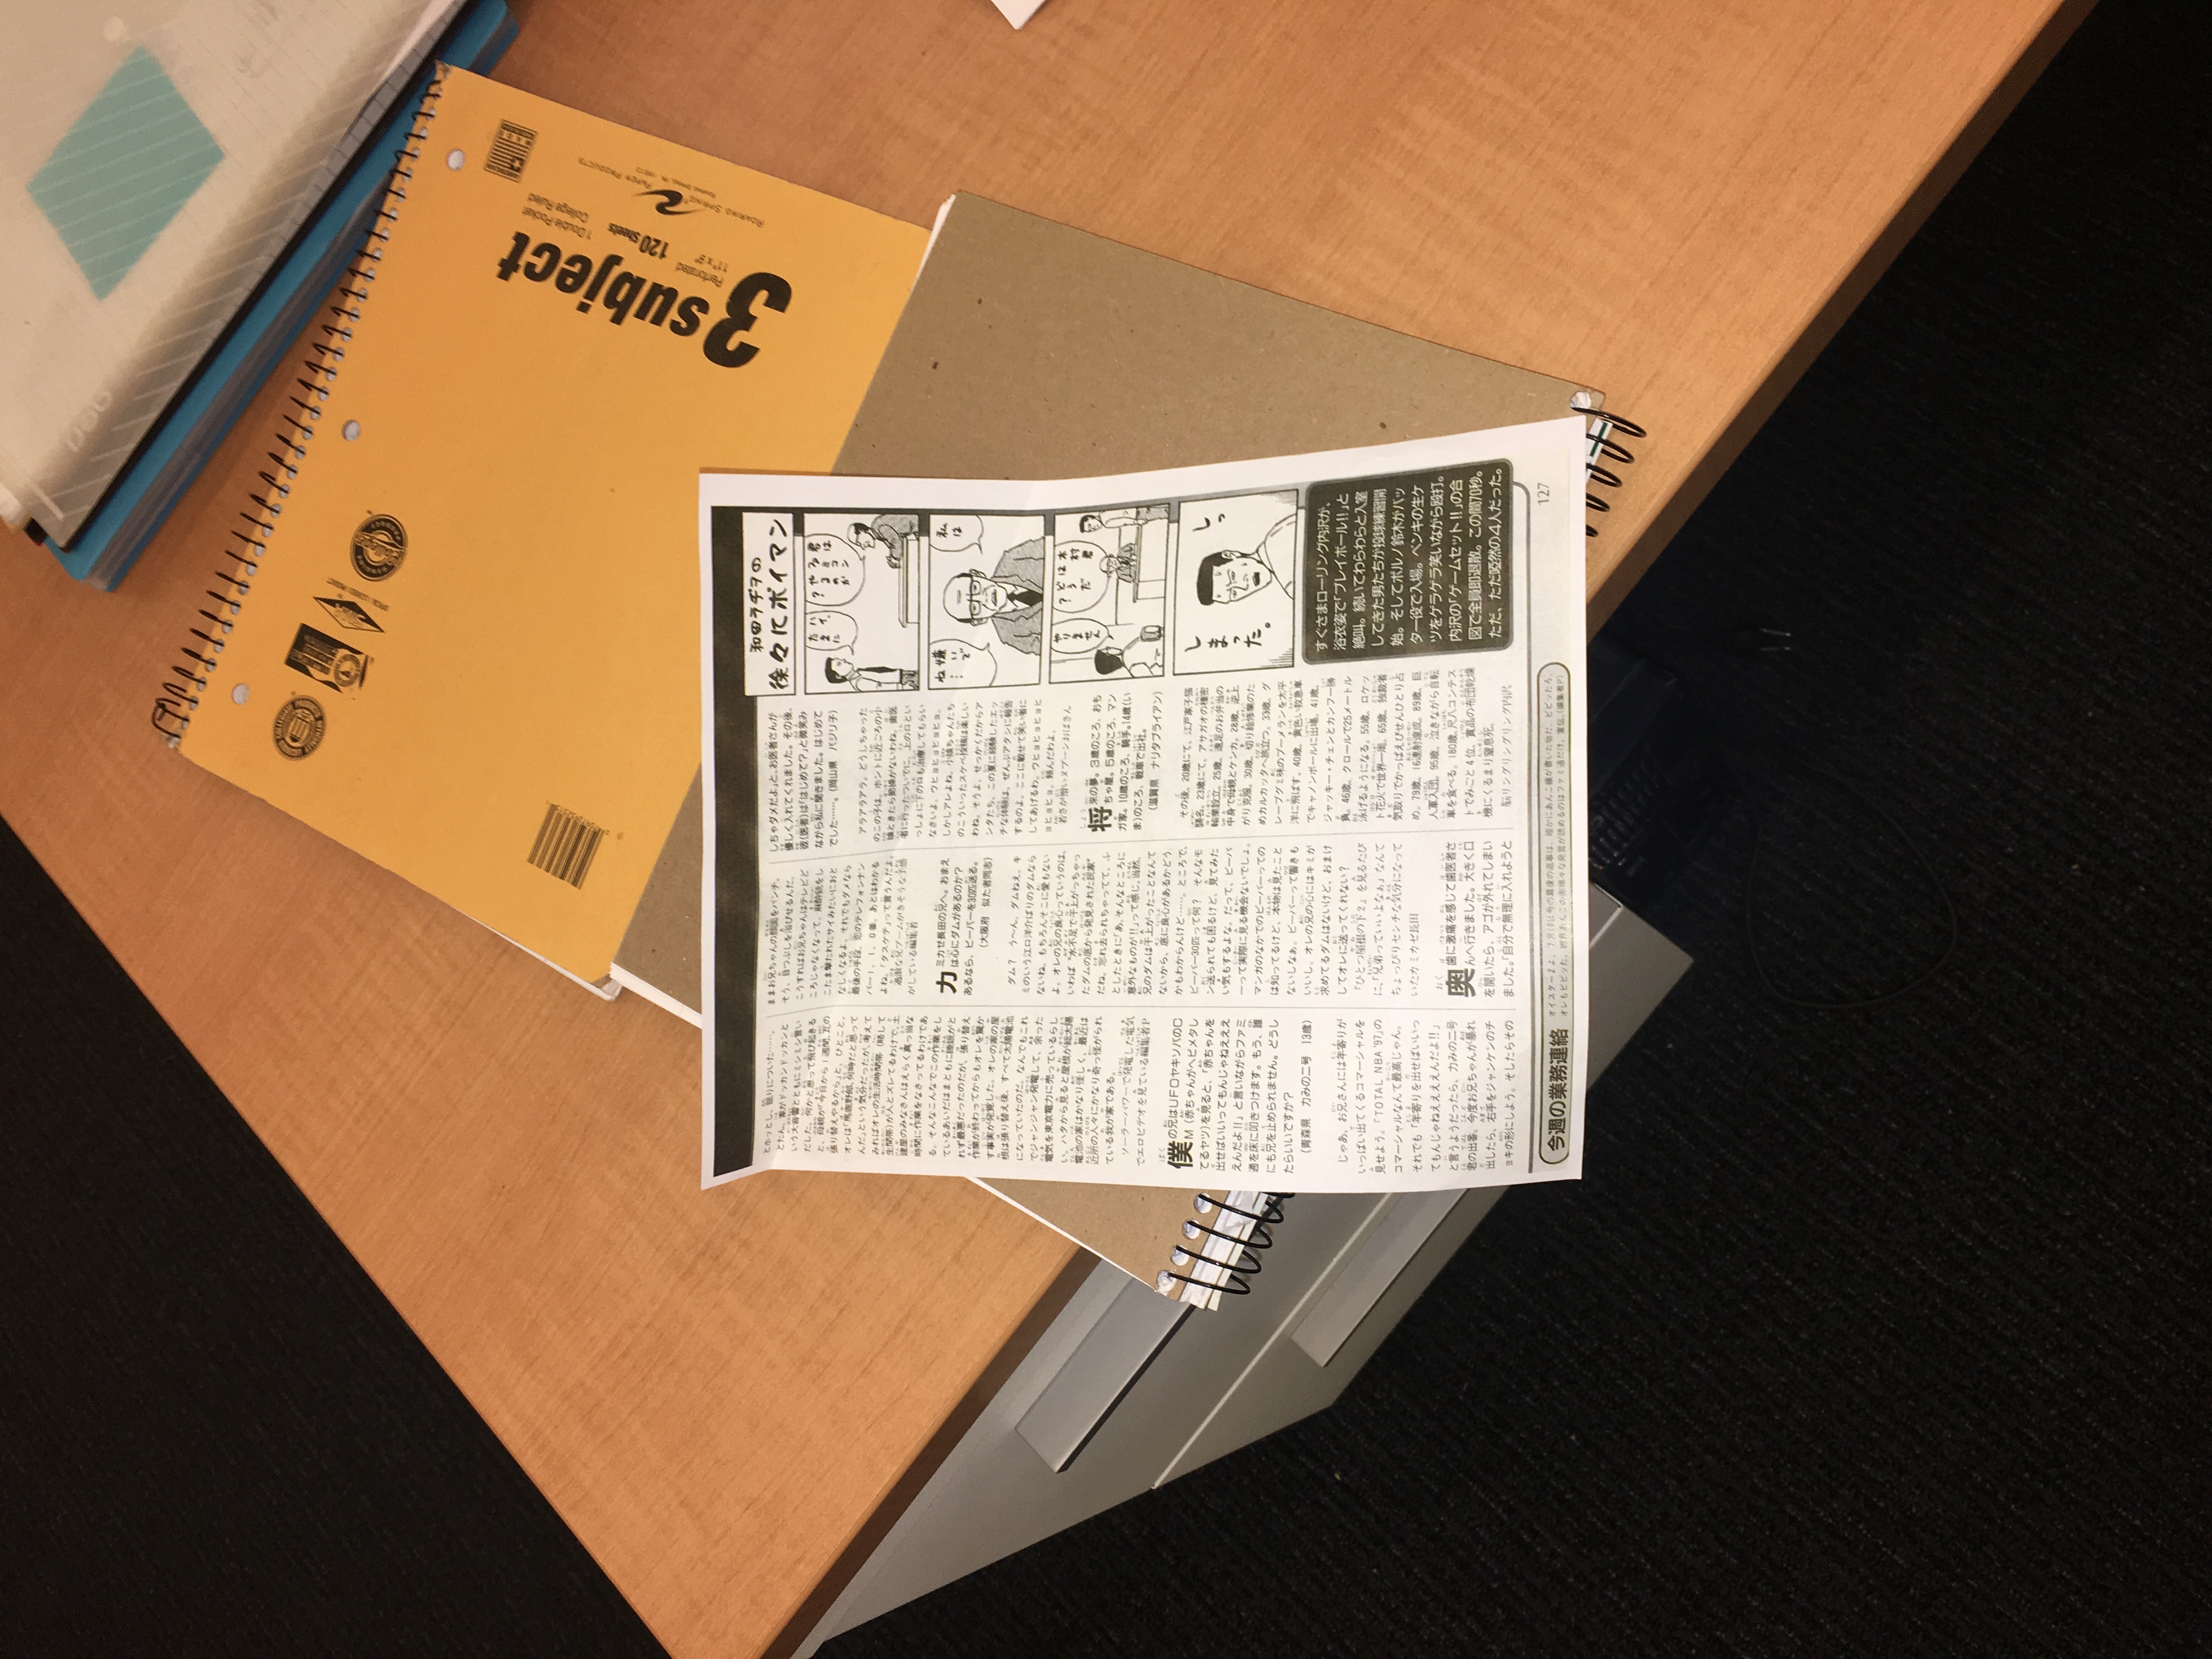 3 subject
Perforated
11" x 9"
120 Sheets
1 Double Pocket
College Ruled
ROARING SPRING
PAPER PRODUCTS
とホッとし、眠りについた……。
とたん、家がドッカンドッカンと
いう大音響とともにミシミシ言い
だした。何かと思って飛び起きる
と、母親が「今日から1週間、瓦の
張り替えやるから」と、ひとこと。
オレは「馬鹿野郎、何時だと思って
んだ」という気分だったが、考えて
みればオレの生活時間帯(略して
生間帯)が人とズレてるわけで、土
建屋のみなさんはえらく真っ当な
時間に作業をなさってるわけであ
る。そんなこんなでこの作業をし
ているあいだはまともに睡眠がと
れず最悪だったのだが、張り替え
作業が終わってからもオレを驚か
す事実が発覚した。オレの家の屋
根は張り替え後、すべて太陽電池
になっていたのだ。なんでもこれ
でジャンジャン発電して、余った
電気を東京電力に売っているらし
い。ハタから見ると屋根が総太陽
電池の家はかなり怪しく、最近は
近所の人々にかなり奇っ怪がられ
ている我が家である。
ソーラーパワーで発電した電気
でエロビデオを見ている編集者P
僕の兄はUFOヤキソバのC
M(赤ちゃんがヘビメタし
てるヤツ)を見ると、「赤ちゃんを
出せばいいってもんじゃねえええ
えんだよ!!」と言いながらファミ
通を床に叩きつけます。もう、誰
にも兄を止められません。どうし
たらいいですか?
(青森県 力みの二号 13歳)
じゃあ、お兄さんには年寄りが
いっぱい出てくるコマーシャルを
見せよう。「TOTAL NBA '97」の
コマーシャルなんて最高じゃん。
それでも「年寄りを出せばいいっ
てもんじゃねええええんだよ!!」
と言うようだったら、力みの二号
君の出番。今度お兄ちゃんが暴れ
出したら、右手をジャンケンのチ
ョキの形にしよう。そしたらその
ままお兄ちゃんの顔面をパンチ。
そう、目つぶしを浴びせるんだ。
こうすればお兄ちゃんはテレビど
ころじゃなくなって、麻酔銃をし
こたま撃たれたサイみたいにおと
なしくなるよ。それでもダメなら
最後の手段、恋のテレフォンナン
バー1、1、0番。あとはわかる
よね。「タスケテ」って言うんだよ。
過激な兄ブームがきそうな予感
がしている編集者
カミカゼ長田の兄へ。おまえ
は心にダムがあるのか?
あるなら、ビーバーを30匹送る。
(大阪府 似た者同志)
ダム? う〜ん、ダムねえ。キ
ミのいう江口洋介ばりのダムなら
ないね。もちろんそこに愛もない
よ。オレの兄の良心っていうのは、
いわば“水不足で干上がっちゃっ
たダムの底から発見された民家”
だね。忘れ去られちゃってて、ふ
としたときに「あ、そんなところに
意外なものが!!」って感じ。当然、
兄のダムは干上がったことなんて
ないから、底に良心があるかどう
かもわからんけど……。ところで、
ビーバー30匹って何? そんなモ
ン送られても困るけど、見てみた
い気もするよな。だって、ビーバ
ーって実際に見る機会ないでしょ。
マンガのなかでのビーバーっての
は知ってるけど、本物は見たこと
ないしなぁ。ビーバーって響きも
いいし。オレの兄の心にはキミが
求めてるダムはないけど、おまけ
してオレに送ってくれない?
『ひとつ屋根の下2』を見るたび
に、「兄弟っていいよなぁ」なんて
ちょっぴりセンチな気分になって
いたカミカゼ長田
奥歯に激痛を感じて歯医者さ
んへ行きました。大きく口
を開いたら、アゴが外れてしまい
ました。「自分で無理に入れようと
しちゃダメだよ」と、お医者さんが
優しく入れてくれました。その後、
彼(医者)は「はじめて?」と微笑み
ながら私に聞きました。はじめて
でした……。(岡山県 バジリ子)
アラアラアラ。どうしちゃった
のこの子は。ホントに近ごろの小
娘ときたら節操がないわね。歯医
者に行ったついでに、上の口とい
っしょに下の口も治療してもらい
なさいよ。ウヒョヒョヒョヒョ。
しかしアレよね。小娘ちゃんたち
のこういったスケベ投稿は楽しい
わね。そうよ。せっかくだからア
ンタたち、この夏に経験したエッ
チな体験は、ぜんぶアタシに報告
するのよ。ここに載せて笑い者に
してあげるわ。ウヒョヒョヒョヒ
ョヒョヒョ。頼んだわよ。
若さが憎いヌプーンおばさん
将来の夢。3歳のころ、おも
ちゃ屋。5歳のころ、マン
ガ家。10歳のころ、騎手。14歳(い
ま)のころ、戦車で出社。
(滋賀県 ナリタブライアン)
その後、20歳にて、江戸家子猫
襲名。23歳にて、アサガオの種密
輸業設立。25歳、遠足のお弁当の
中身で母親とケンカ。28歳、逆上
がり克服。30歳、切り絵修業のた
めカルカッタへ旅立つ。33歳、グ
レープグミ味のブーメランを太平
洋に飛ばす。40歳、黄色い救急車
でキャノンボールに出場。41歳、
ジャッキー・チェンとカンフー勝
負。46歳、クロールで25メートル
泳げるようになる。55歳、ロケッ
ト花火で世界一周。65歳、独裁者
気取りでかっぱえびせんひとり占
め。79歳、16連射達成。89歳、巨
人軍入団。95歳、泣きながら自転
車を食べる。180歳、尺八コンテス
トでみごと4位、賞品の布団乾燥
機にくるまり窒息死。
脳リングリングリング内沢
和田ラヂヲの
徐々にポイマン
君は
ファミコン
やるのか
?
ハイ、
たまに
私は
嫌いで
ね…
木村君
は
どうだ
?
やりません
しっ
しまった。
すぐさまローリング内沢が、
浴衣姿で「プレイボール!!」と
絶叫。続いてわらわらと入室
してきた男たちが投球練習開
始。そしてポルノ鈴木がバッ
ター役で入場。ペンキの生ケ
ツをゲラゲラ笑いながら殴打。
内沢の「ゲームセット!!」の合
図で全員即退散。この間70秒。
ただ、ただ啞然の4人だった。
今週の業務連絡
127